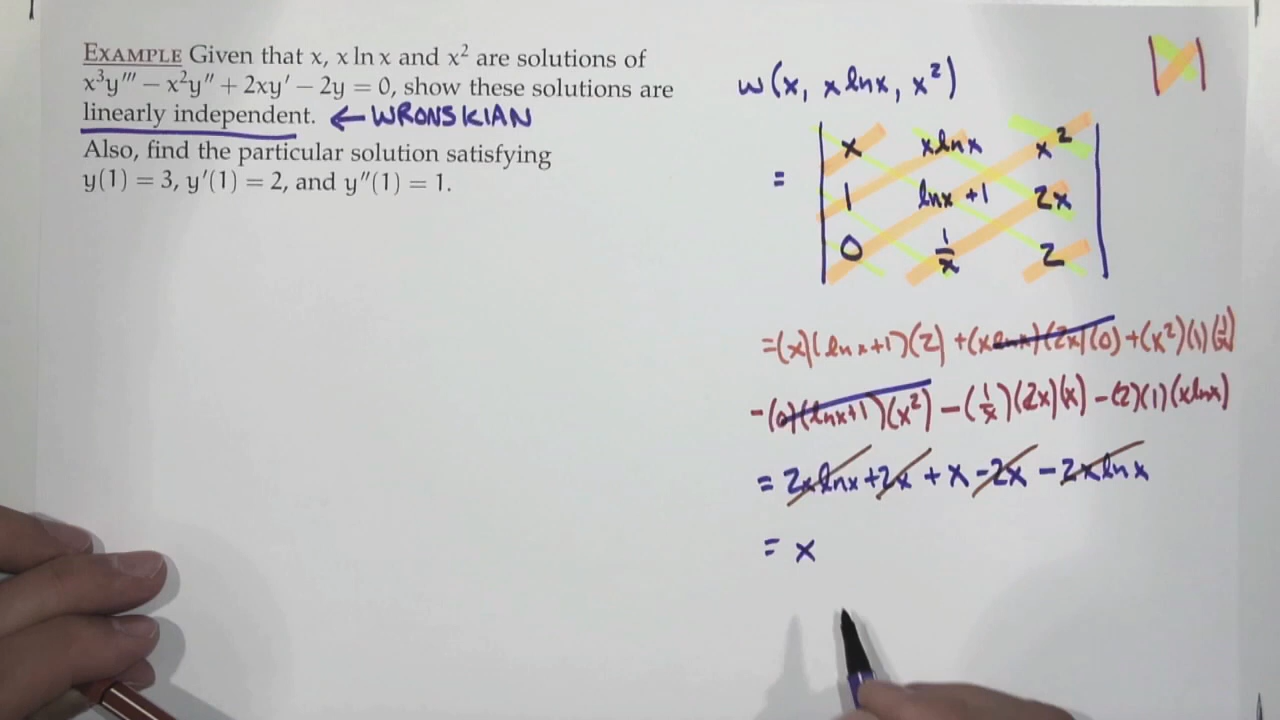 EXAMPLE Given that x, x ln x and x² are solutions of
x³y′′′ − x²y′′ + 2xy′ − 2y = 0, show these solutions are
linearly independent. ← WRONSKIAN
Also, find the particular solution satisfying
y(1) = 3, y′(1) = 2, and y′′(1) = 1.
W(x, x ln x, x²)
= | x x ln x x² |
| 1 ln x + 1 2x |
| 0 1/x 2 |
= (x)(ln x + 1)(2) + (x ln x)(2x)(0) + (x²)(1)(1/x)
− (0)(ln x + 1)(x²) − (1/x)(2x)(x) − (2)(1)(x ln x)
= 2x ln x + 2x + x − 2x − 2x ln x
= x